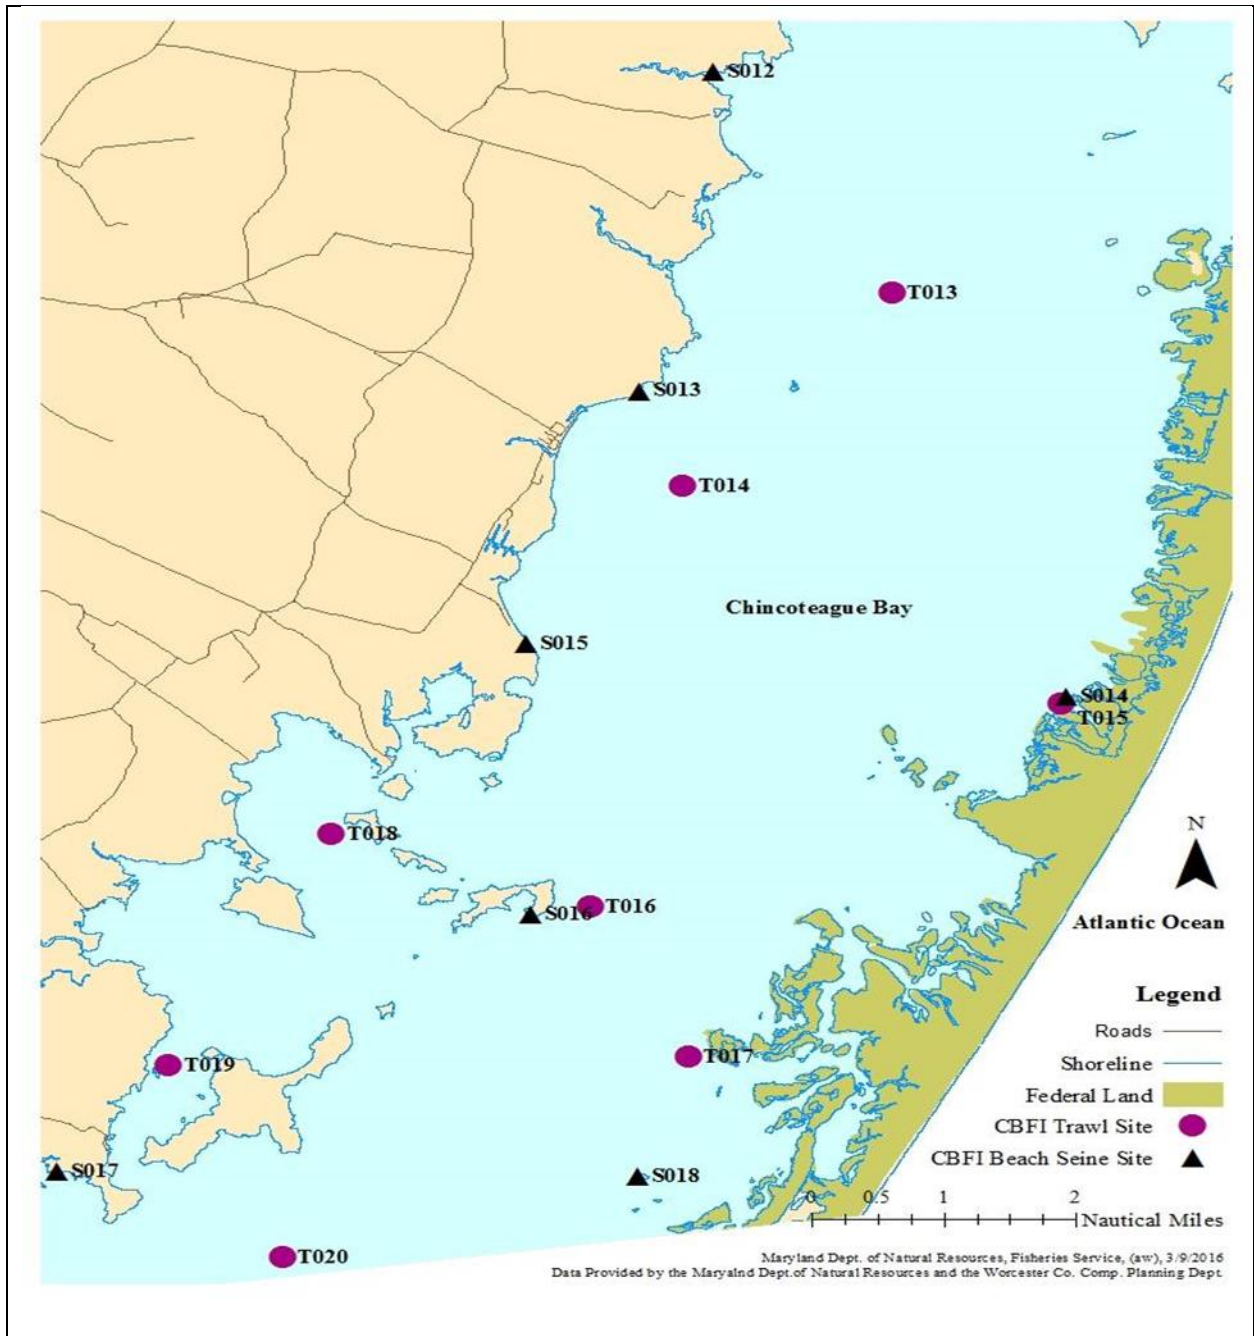 S012
T013
S013
T014
Chincoteague Bay
S015
S014
T015
N
T018
T016
S016
Atlantic Ocean
Legend
Roads
Shoreline
T017
T019
Federal Land
CBFI Trawl Site
CBFI Beach Seine Site
S017
S018
0 0.5 1 2
Nautical Miles
T020
Maryland Dept. of Natural Resources, Fisheries Service, (aw), 3/9/2016
Data Provided by the Maryalnd Dept.of Natural Resources and the Worcester Co. Comp. Planning Dept.